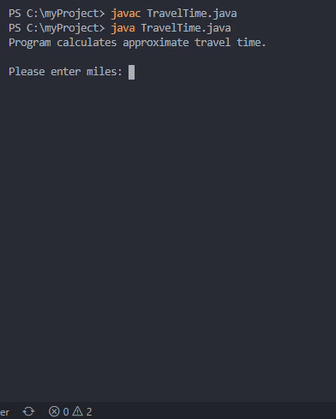 PS C:\myProject> javac TravelTime.java
PS C:\myProject> java TravelTime.java
Program calculates approximate travel time.
Please enter miles:
er 0 2